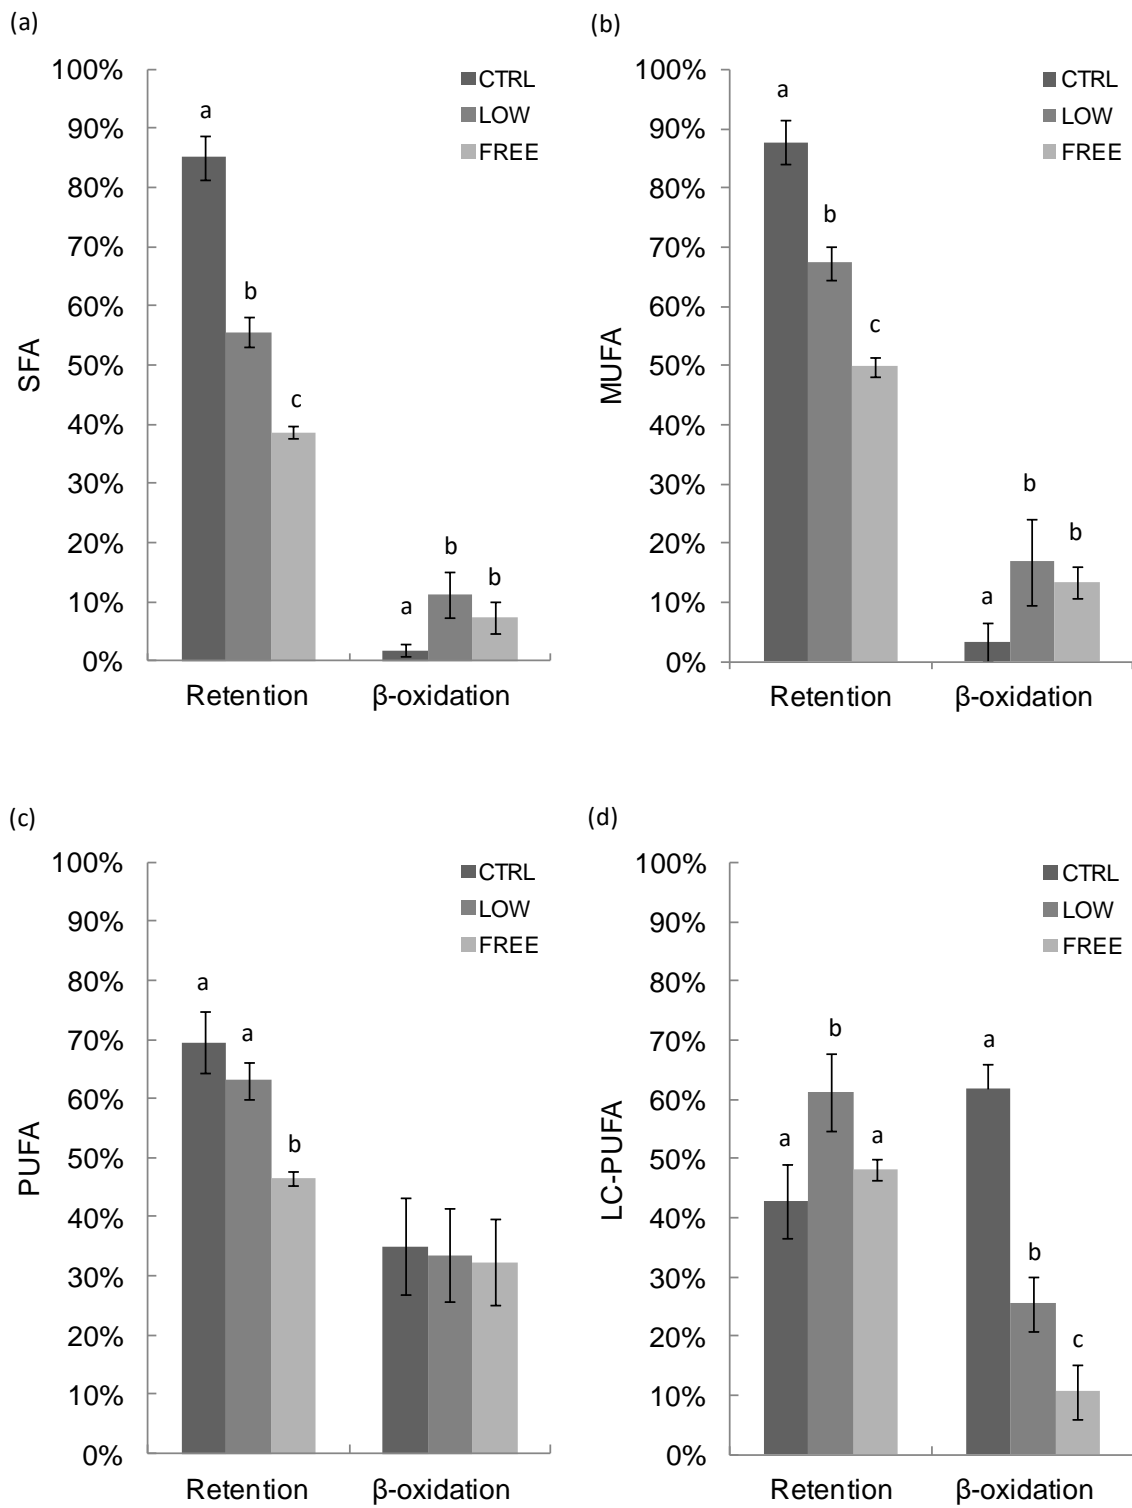 (a)
SFA
100%
90%
80%
70%
60%
50%
40%
30%
20%
10%
0%
CTRL
LOW
FREE
a
b
c
a
b
b
Retention
β-oxidation
(b)
MUFA
100%
90%
80%
70%
60%
50%
40%
30%
20%
10%
0%
CTRL
LOW
FREE
a
b
c
a
b
b
Retention
β-oxidation
(c)
PUFA
100%
90%
80%
70%
60%
50%
40%
30%
20%
10%
0%
CTRL
LOW
FREE
a
a
b
Retention
β-oxidation
(d)
LC-PUFA
100%
90%
80%
70%
60%
50%
40%
30%
20%
10%
0%
CTRL
LOW
FREE
a
b
a
a
b
c
Retention
β-oxidation